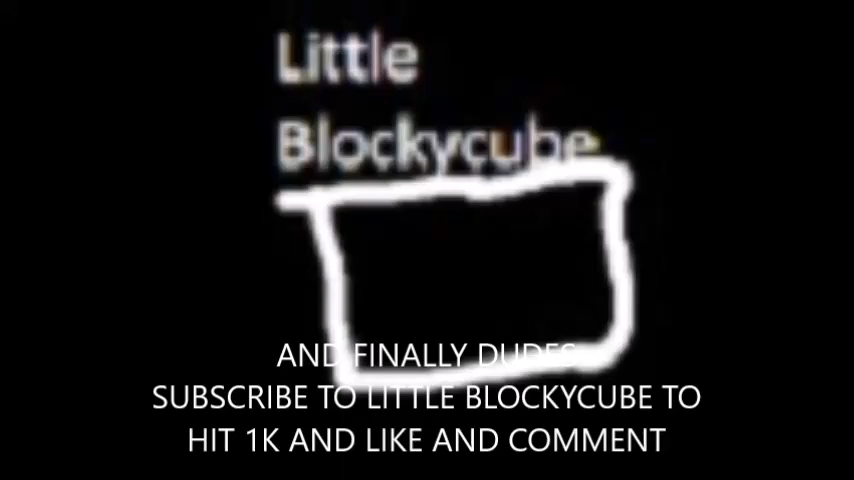 Little
Blockycube
AND FINALLY DUDES
SUBSCRIBE TO LITTLE BLOCKYCUBE TO
HIT 1K AND LIKE AND COMMENT